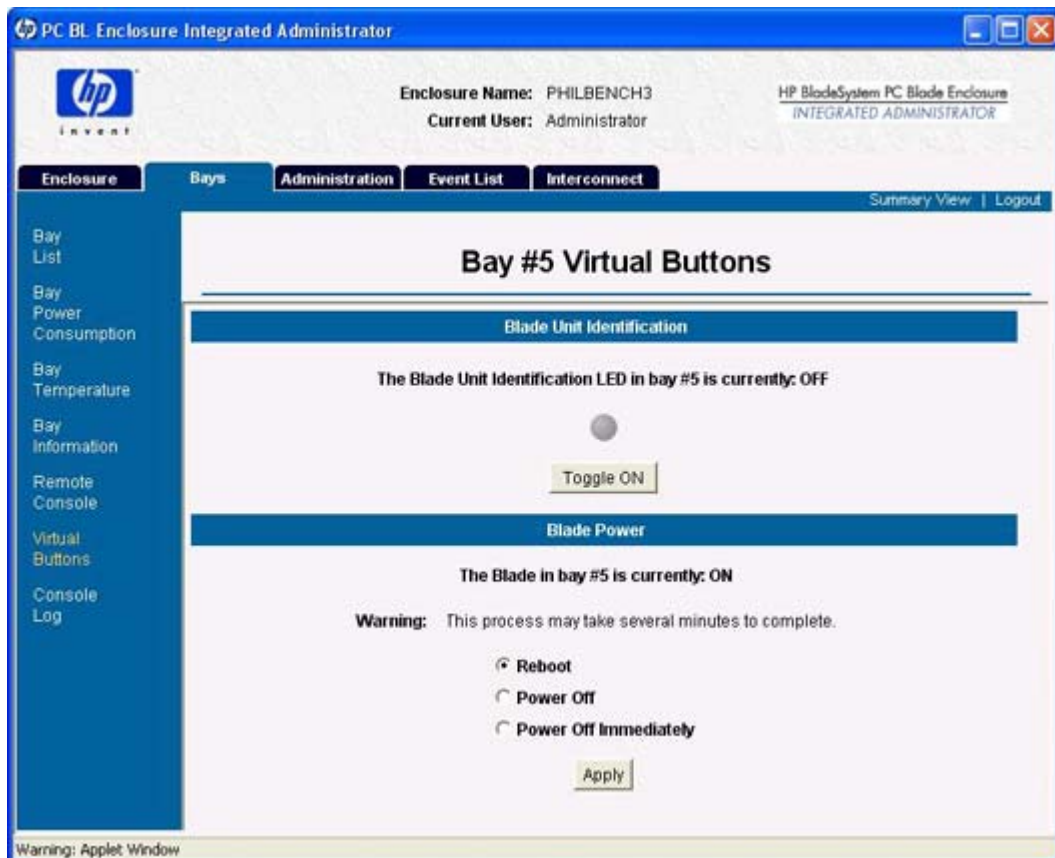 PC BL Enclosure Integrated Administrator
hp
invent
Enclosure Name: PHILBENCH3
Current User: Administrator
HP BladeSystem PC Blade Enclosure
INTEGRATED ADMINISTRATOR
Enclosure Bays Administration Event List Interconnect
Summary View | Logout
Bay
List
Bay
Power
Consumption
Bay
Temperature
Bay
Information
Remote
Console
Virtual
Buttons
Console
Log
Bay #5 Virtual Buttons
Blade Unit Identification
The Blade Unit Identification LED in bay #5 is currently: OFF
Toggle ON
Blade Power
The Blade in bay #5 is currently: ON
Warning: This process may take several minutes to complete.
Reboot
Power Off
Power Off Immediately
Apply
Warning: Applet Window